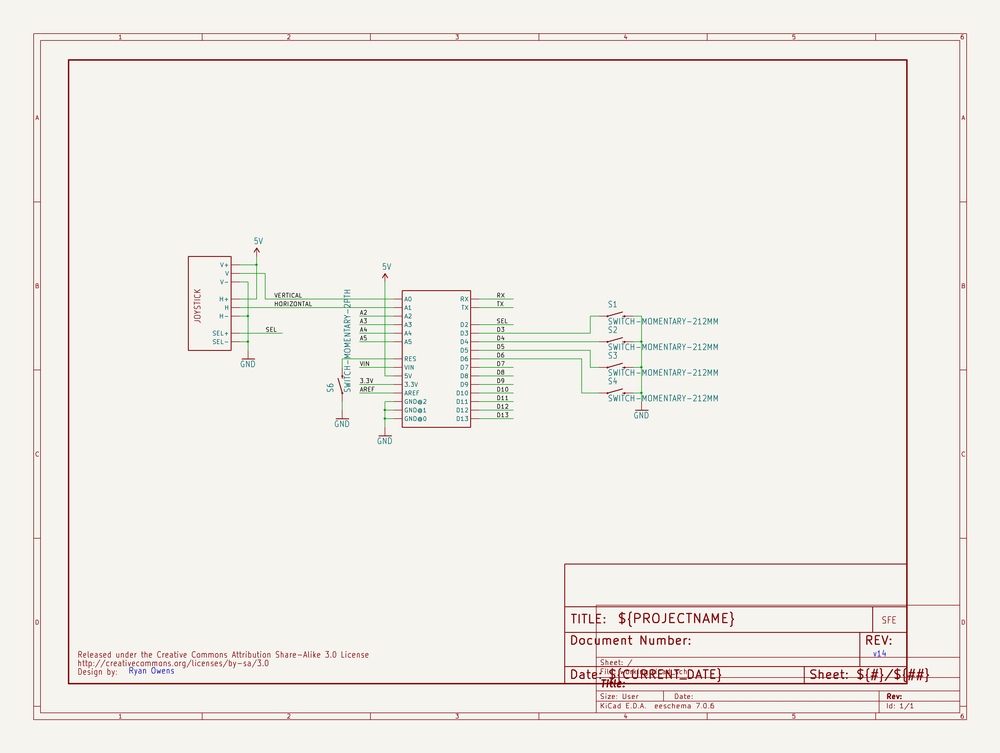 1 2 3 4 5 6
A A
B B
C C
D D
1 2 3 4 5 6
JOYSTICK
V+
V
V-
H+
H
H-
SEL+
SEL-
5V
GND
VERTICAL
HORIZONTAL
SEL
5V
A2
A3
A4
A5
VIN
3.3V
AREF
S6
SWITCH-MOMENTARY-2PTH
GND
GND
A0
A1
A2
A3
A4
A5
RES
VIN
5V
3.3V
AREF
GND@2
GND@1
GND@0
RX
TX
D2
D3
D4
D5
D6
D7
D8
D9
D10
D11
D12
D13
RX
TX
SEL
D3
D4
D5
D6
D7
D8
D9
D10
D11
D12
D13
S1
SWITCH-MOMENTARY-212MM
S2
SWITCH-MOMENTARY-212MM
S3
SWITCH-MOMENTARY-212MM
S4
SWITCH-MOMENTARY-212MM
GND
Released under the Creative Commons Attribution Share-Alike 3.0 License
http://creativecommons.org/licenses/by-sa/3.0
Design by: Ryan Owens
TITLE: ${PROJECTNAME} SFE
Document Number: REV:
v14
Date: ${CURRENT_DATE} Sheet: ${#}/${##}
Sheet: /
Title:
Size: User Date: Rev:
KiCad E.D.A. eeschema 7.0.6 Id: 1/1